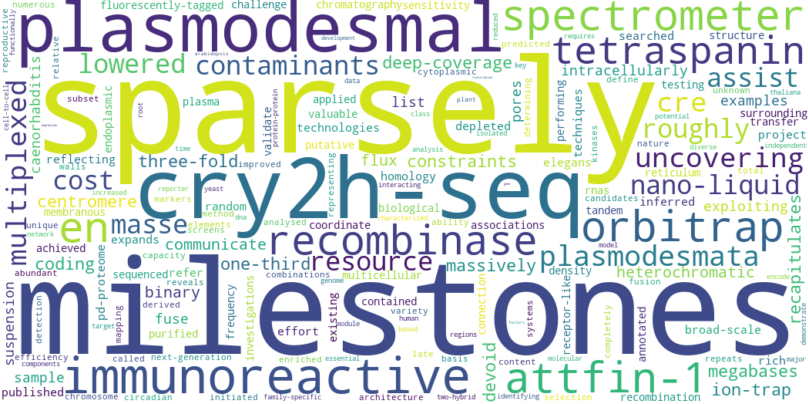 numerous fluorescently-tagged challenge chromatography sensitivity
plasmodesmal spectrometer
reproductive functionally development reduced requires searched structure
lowered contaminants deep-coverage predicted tetraspanin
relative cytoplasmic key intracellularly assist
arabidopsis data plant define testing unknown thaliana
cell-to-cell caenorhabditis endoplasmic subset plasma applied list pores determining performing cre examples
sparsely
root valuable class depleted isolated techniques kinases roughly surrounding
multiplexed reflecting validate protein-protein technologies analysis potential transfer project
walls time putative flux constraints elegans nature diverse independent uncovering
three-fold improved homology reticulum total
cost cry2h-seq nano-liquid
centromere reporter yeast random representing interacting rnas candidates inferred
membranous markers biological tandem exploiting
en unique method dna analysed characterized ability orbitrap
masse elements screens coordinate associations network model
expands achieved communicate recombinase plasmodesmata recapitulates
coding sequenced refer one-third resource massively density heterochromatic
abundant pd-proteome capacity multicellular connection receptor-like fusion encode
suspension binary reveals combinations genome contained systems broad-scale
milestones
detection derived fuse frequency investigations existing variety human annotated
mapping target purified effort module based regions completely
efficiency called next-generation enriched late content molecular repeats rich major
components essential basis devoid megabases demonstrate
sample immunoreactive attfin-1
published ion-trap
chromosome circadian initiated family-specific architecture two-hybrid identifying selection recombination